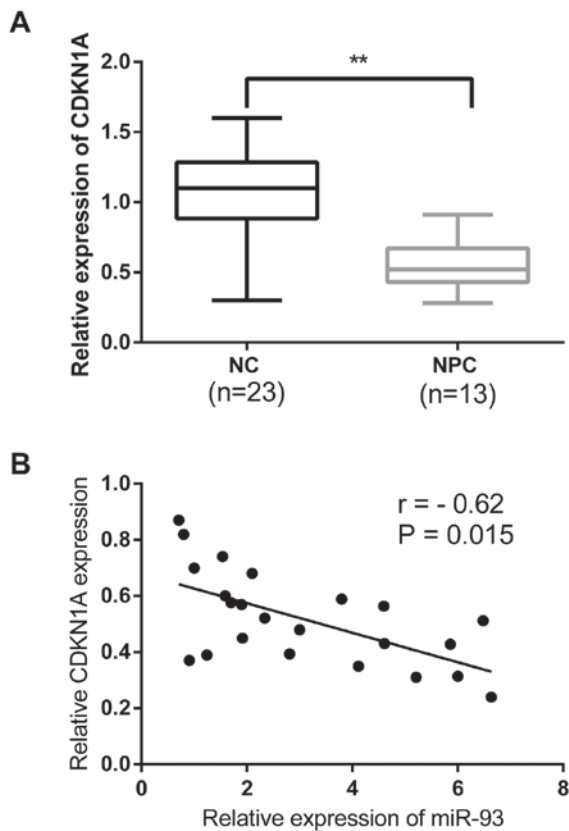 A
Relative expression of CDKN1A
2.0
1.5
1.0
0.5
0.0
**
NC
(n=23)
NPC
(n=13)
B
Relative CDKN1A expression
1.0
0.8
0.6
0.4
0.2
0.0
r = - 0.62
P = 0.015
0 2 4 6 8
Relative expression of miR-93